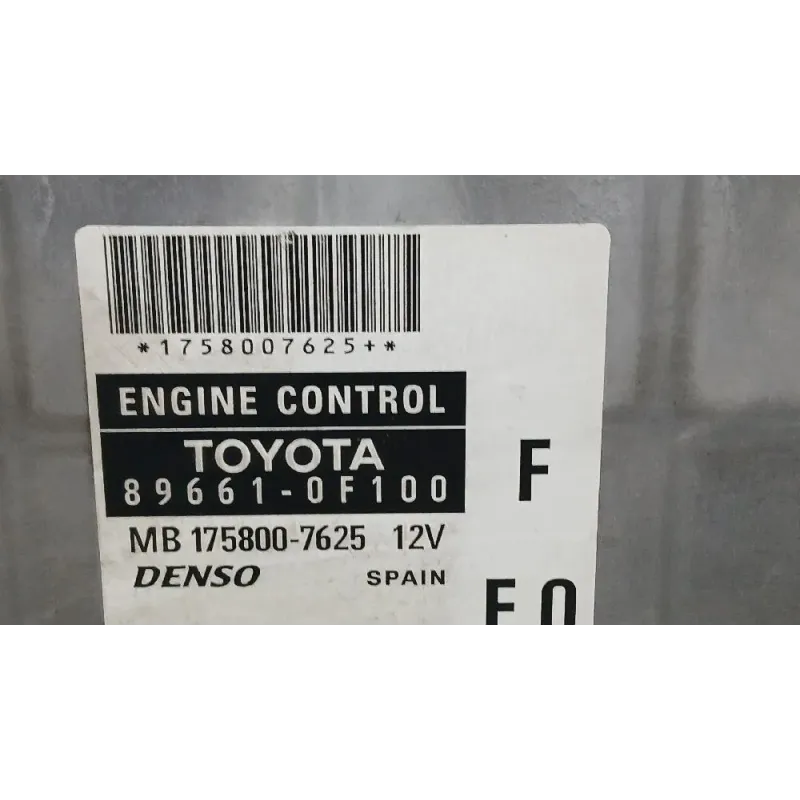 *1758007625+*
ENGINE CONTROL
TOYOTA
89661-0F100
F
MB 175800-7625 12V
DENSO SPAIN